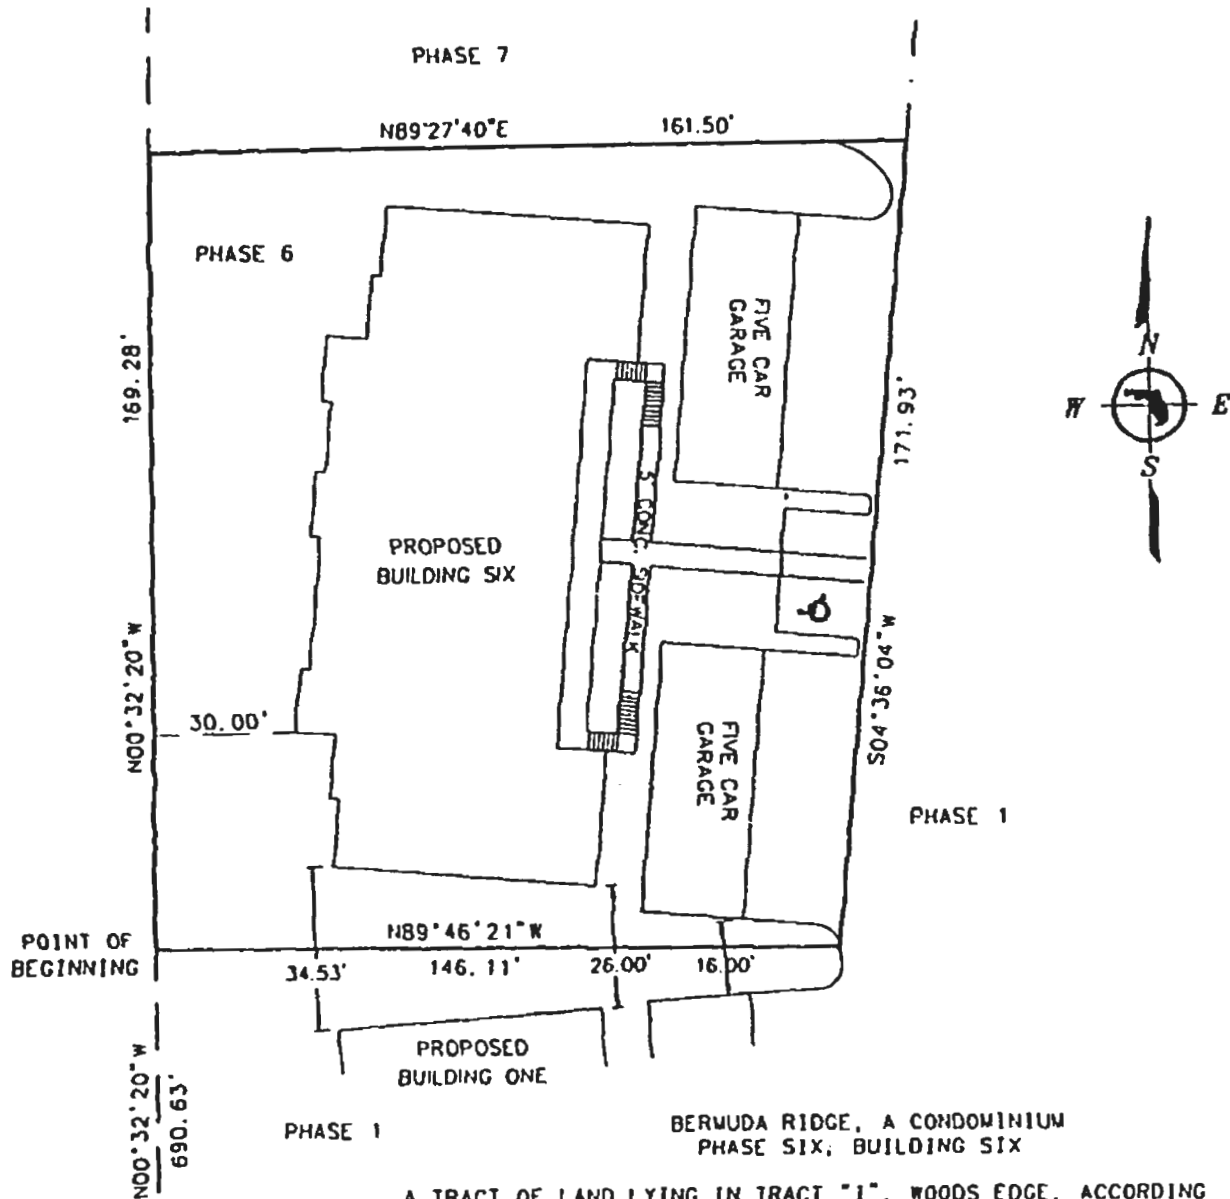 PHASE 7
N89°27'40"E 161.50'
PHASE 6
FIVE CAR
GARAGE
N
W E
S
169.28'
171.93'
5' CONC. SIDEWALK
PROPOSED
BUILDING SIX
N00°32'20"W
S04°36'04"W
30.00'
FIVE CAR
GARAGE
PHASE 1
POINT OF
BEGINNING
N89°46'21"W
34.53' 146.11' 26.00' 16.00'
PROPOSED
BUILDING ONE
N00°32'20"W
690.63'
PHASE 1
BERMUDA RIDGE, A CONDOMINIUM
PHASE SIX, BUILDING SIX
A TRACT OF LAND LYING IN TRACT "1", WOODS EDGE, ACCORDING